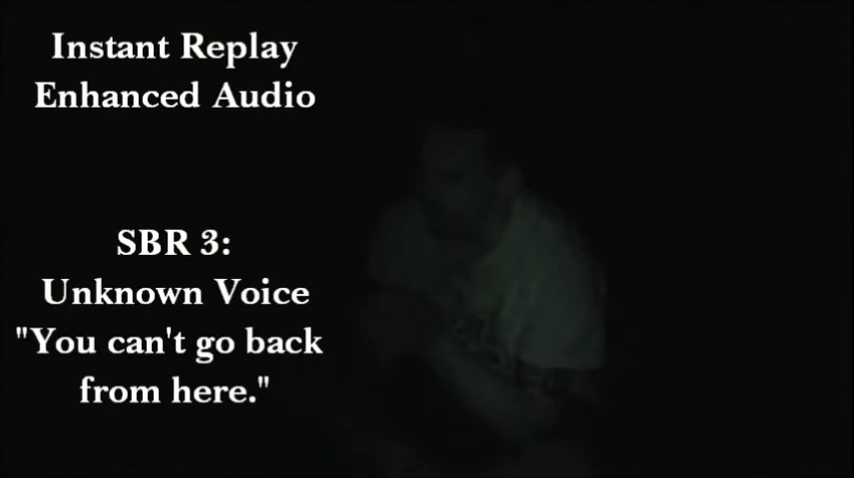 Instant Replay
Enhanced Audio
SBR 3:
Unknown Voice
"You can't go back
from here."